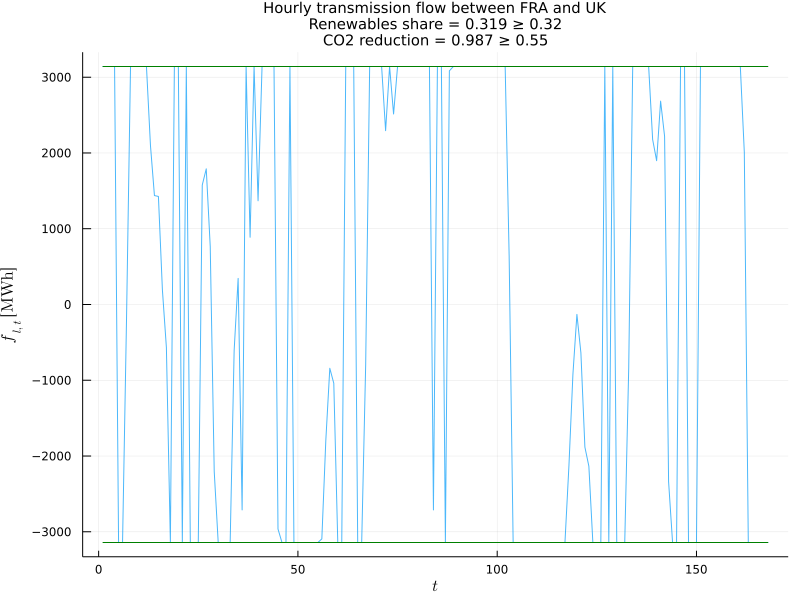 Hourly transmission flow between FRA and UK
Renewables share = 0.319 ≥ 0.32
CO2 reduction = 0.987 ≥ 0.55
3000
2000
1000
0
−1000
−2000
−3000
f_{l,t} [MWh]
0
50
100
150
t